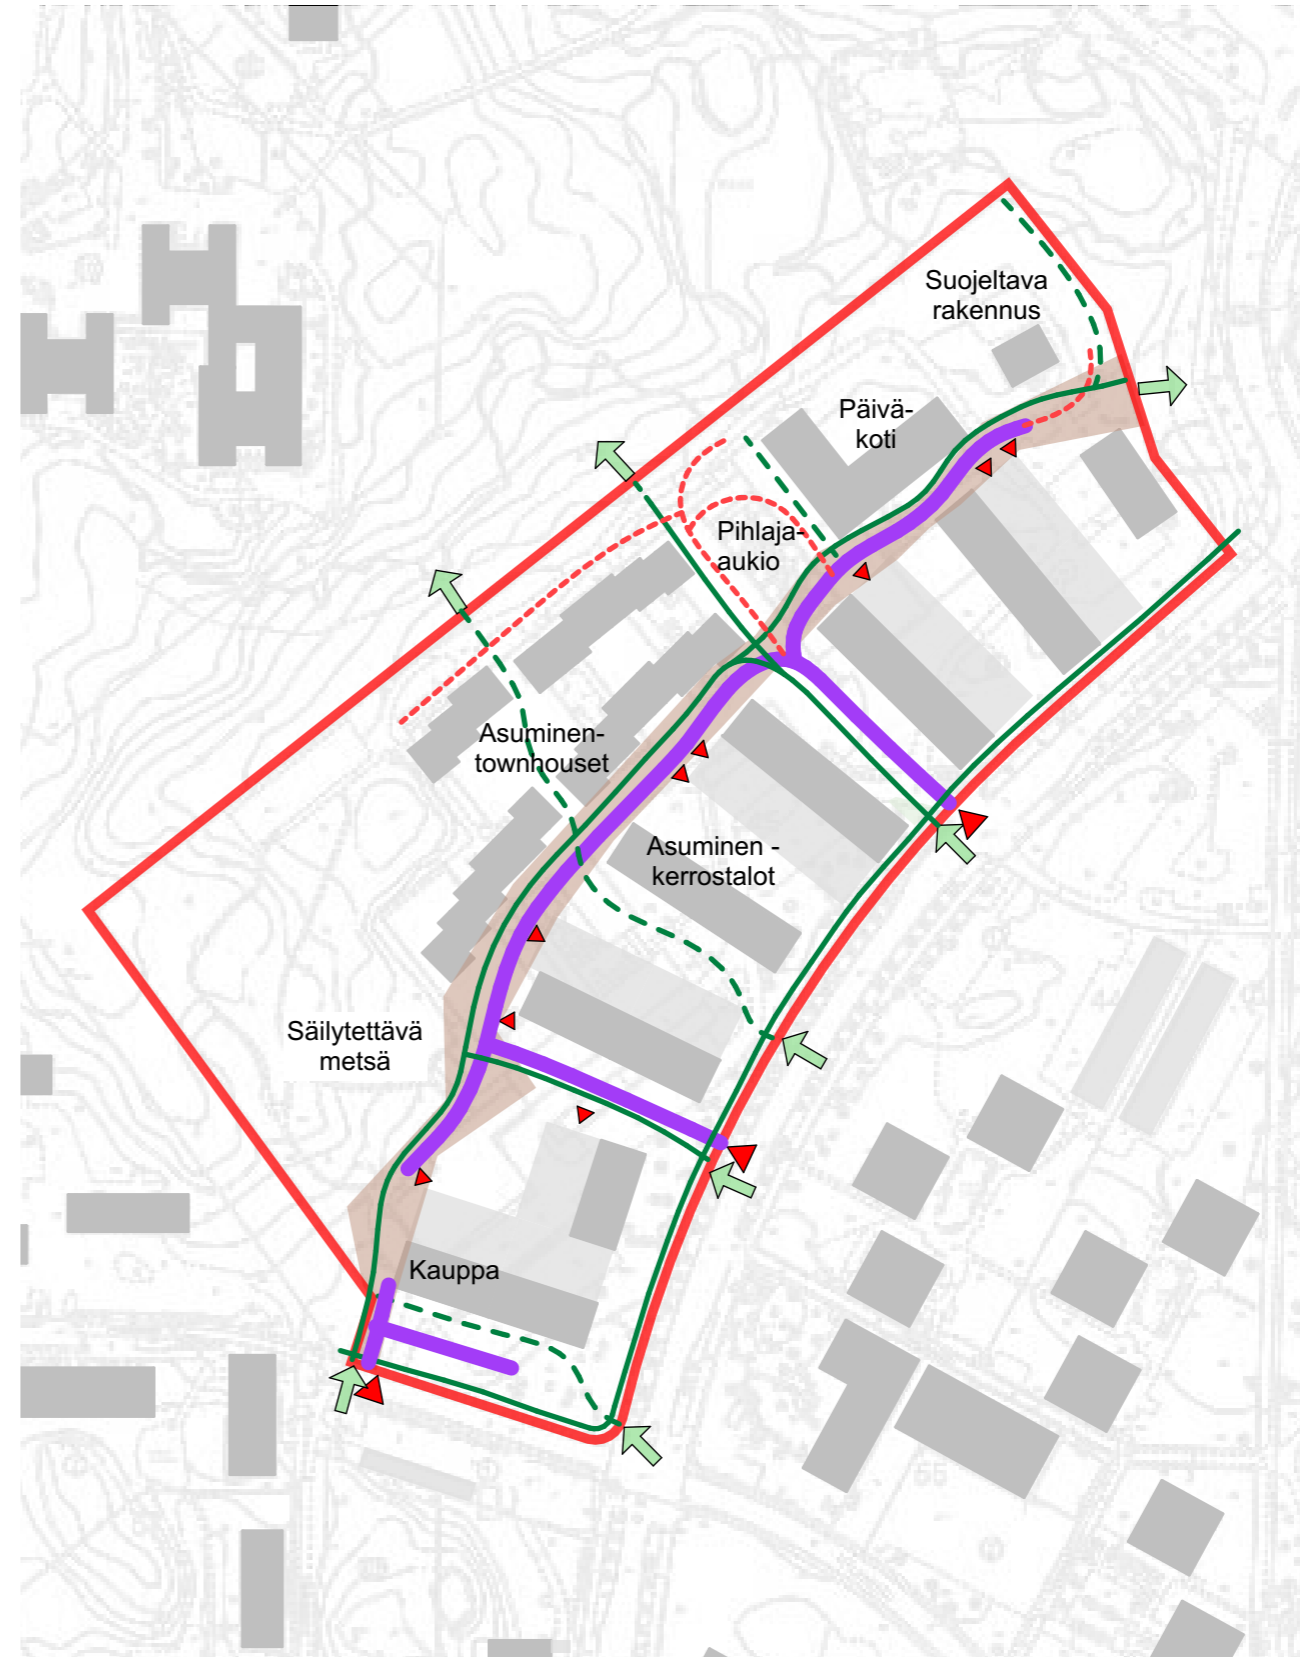 Suojeltava
rakennus
Päivä-
koti
Pihlaja-
aukio
Asuminen-
townhouset
Asuminen -
kerrostalot
Säilytettävä
metsä
Kauppa